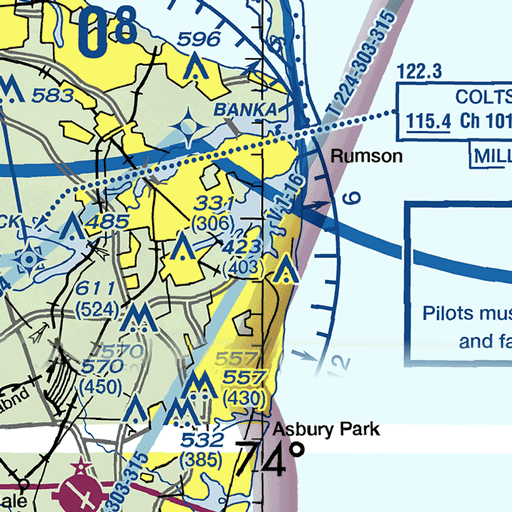 08
596
122.3
583
COLTS
115.4 Ch 101
BANKA
T 224-303-315
MILL
Rumson
331
(306)
V 1-16
6
CK
485
423
(403)
611
(524)
Pilots mus
and fa
570
570
(450)
557
557
(430)
12
532
(385)
Asbury Park
74°
303-315
ale